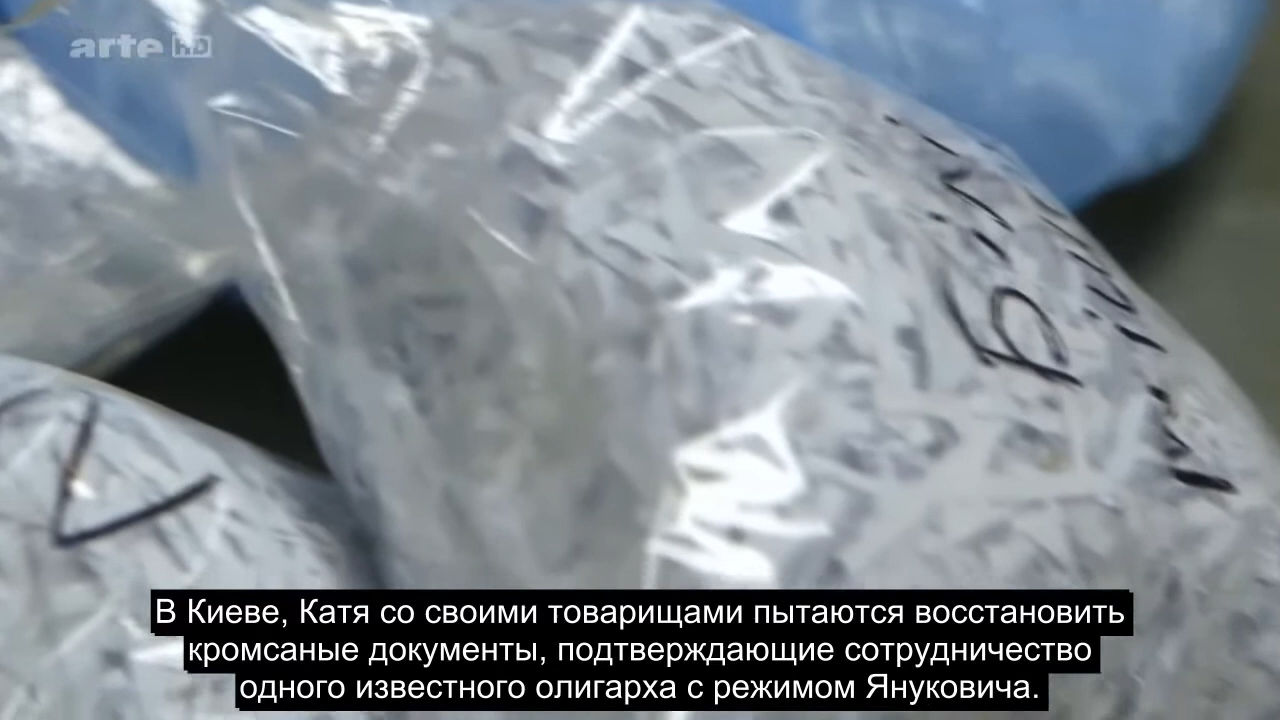 arte HD
В Киеве, Катя со своими товарищами пытаются восстановить
кромсаные документы, подтверждающие сотрудничество
одного известного олигарха с режимом Януковича.